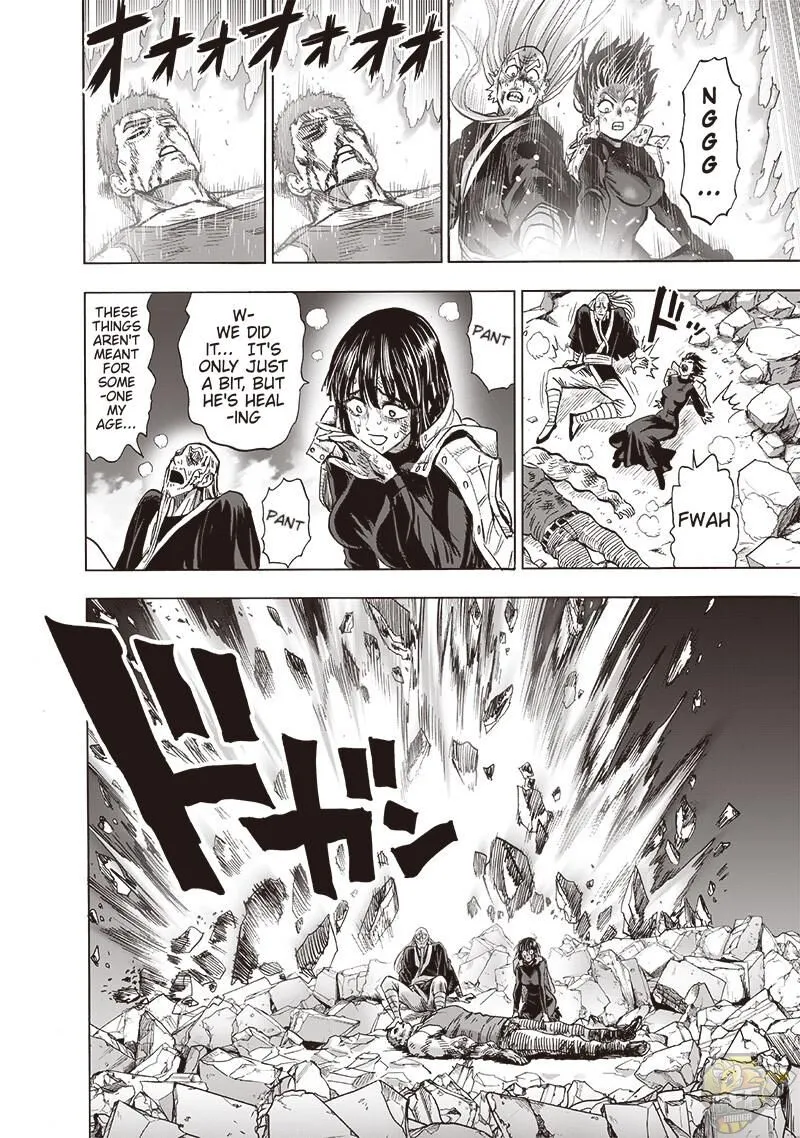 NGGG...
オオオオオオオ
FWAH
ドッ
PANT
W-
WE DID
IT... IT'S
ONLY JUST
A BIT, BUT
HE'S HEAL
-ING
PANT
THESE
THINGS
AREN'T
MEANT
FOR
SOME
-ONE MY
AGE...
ドガン
MANGA